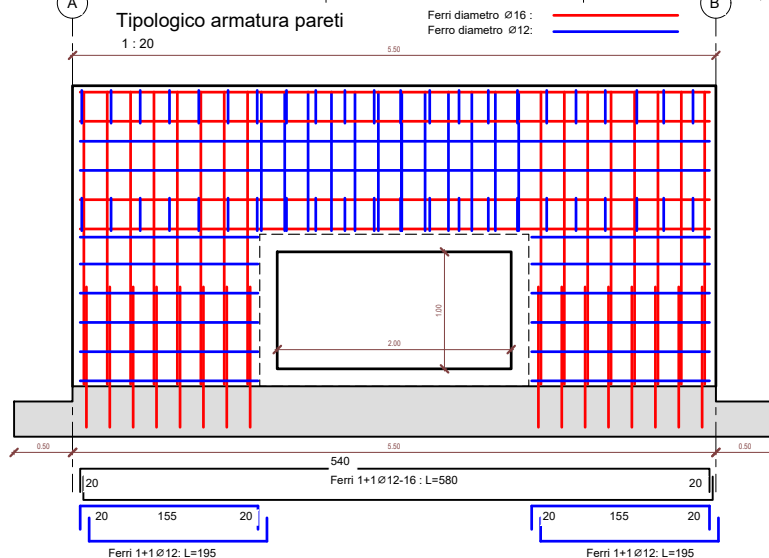 A
B
Tipologico armatura pareti
1 : 20
Ferri diametro Ø16 :
Ferro diametro Ø12:
5.50
1.00
2.00
0.50
5.50
0.50
540
20
Ferri 1+1Ø12-16 : L=580
20
20
155
20
20
155
20
Ferri 1+1Ø12: L=195
Ferri 1+1Ø12: L=195